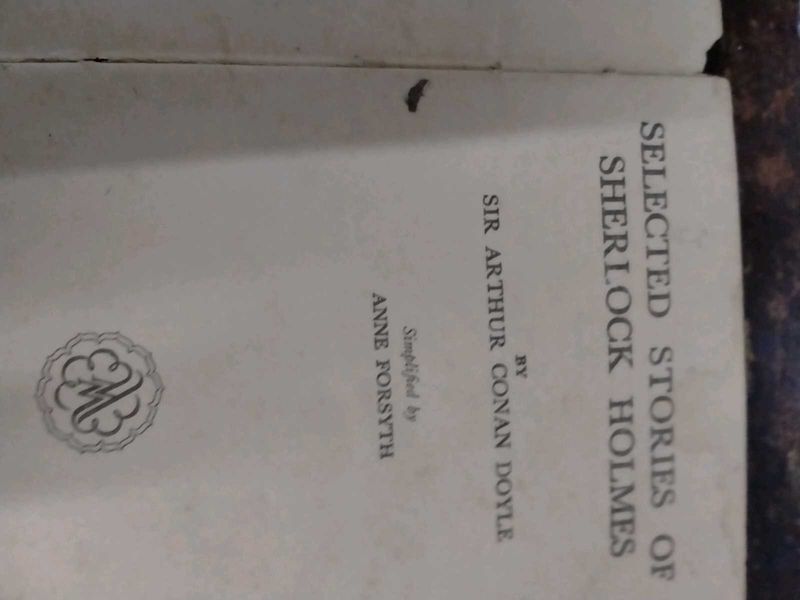 SELECTED STORIES OF
SHERLOCK HOLMES
BY
SIR ARTHUR CONAN DOYLE
Simplified by
ANNE FORSYTH
M